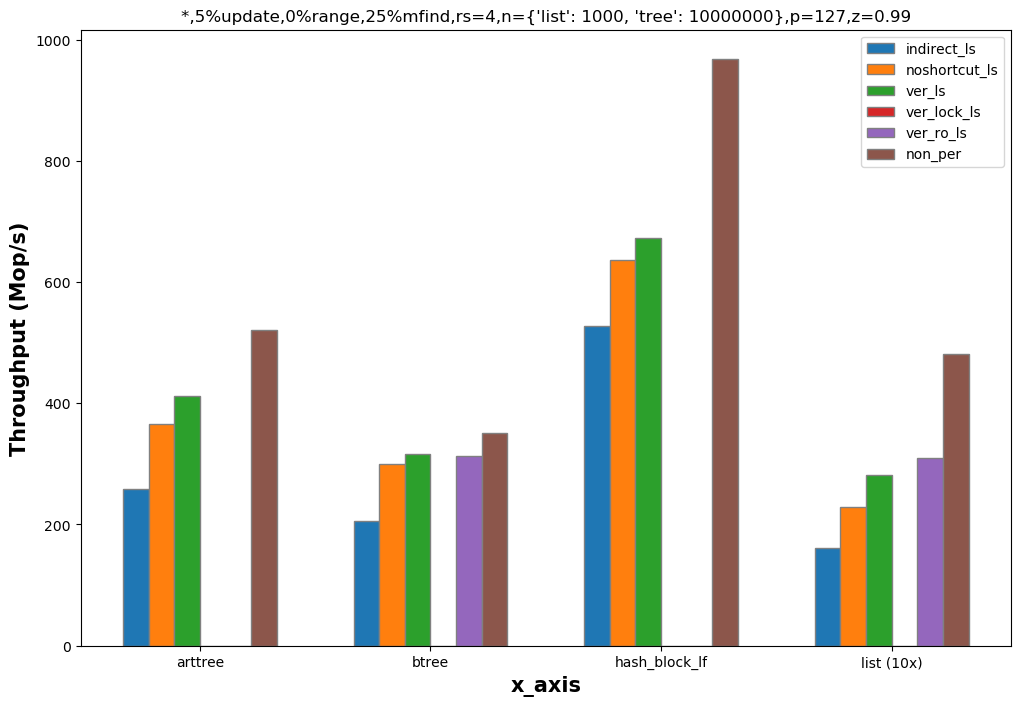 *,5%update,0%range,25%mfind,rs=4,n={'list': 1000, 'tree': 10000000},p=127,z=0.99
1000
800
600
400
200
0
Throughput (Mop/s)
indirect_ls
noshortcut_ls
ver_ls
ver_lock_ls
ver_ro_ls
non_per
arttree
btree
hash_block_lf
list (10x)
x_axis